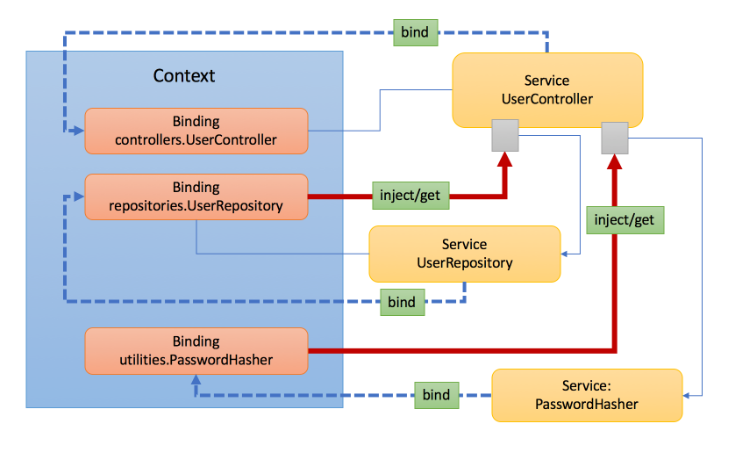 bind
Context
Service
UserController
Binding
controllers.UserController
Binding
repositories.UserRepository
inject/get
inject/get
Service
UserRepository
bind
Binding
utilities.PasswordHasher
bind
Service:
PasswordHasher